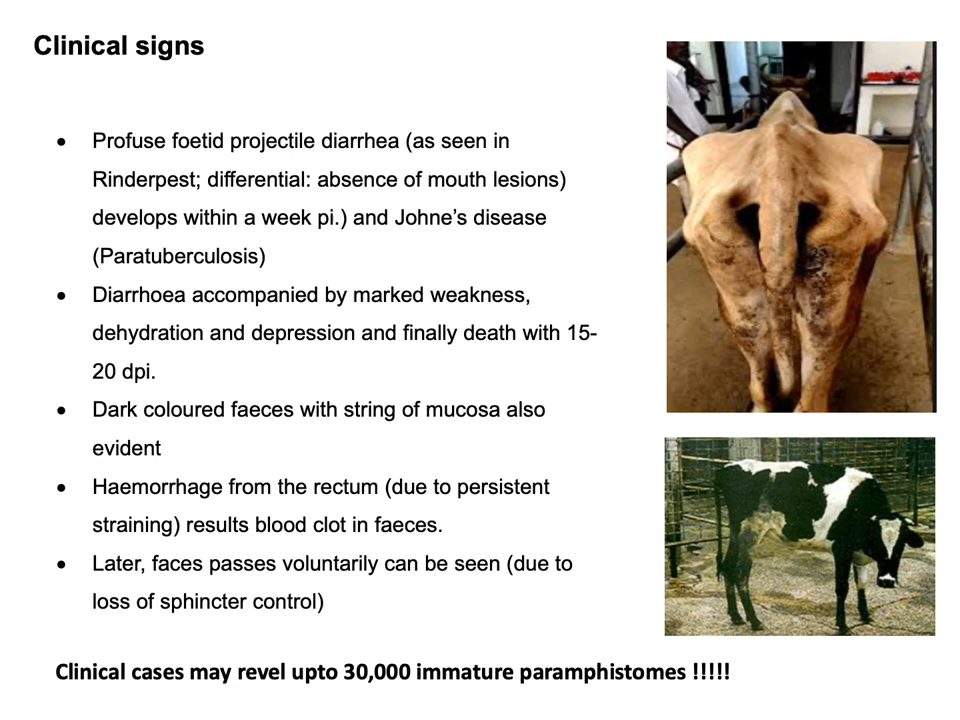 Clinical signs
• Profuse foetid projectile diarrhea (as seen in
Rinderpest; differential: absence of mouth lesions)
develops within a week pi.) and Johne’s disease
(Paratuberculosis)
• Diarrhoea accompanied by marked weakness,
dehydration and depression and finally death with 15-
20 dpi.
• Dark coloured faeces with string of mucosa also
evident
• Haemorrhage from the rectum (due to persistent
straining) results blood clot in faeces.
• Later, faces passes voluntarily can be seen (due to
loss of sphincter control)
Clinical cases may revel upto 30,000 immature paramphistomes !!!!!